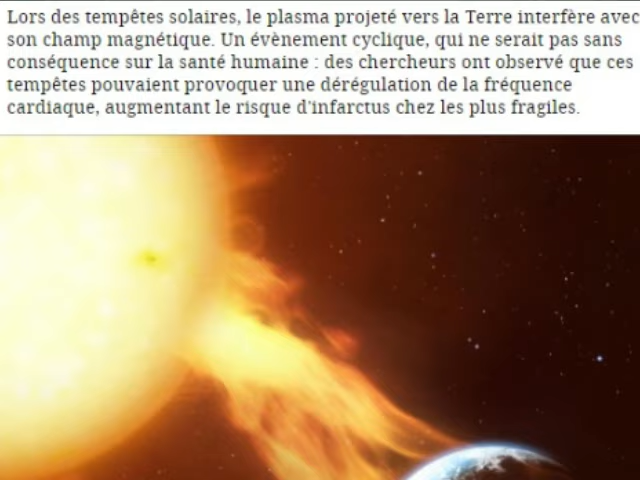 Lors des tempêtes solaires, le plasma projeté vers la Terre interfère avec
son champ magnétique. Un évènement cyclique, qui ne serait pas sans
conséquence sur la santé humaine : des chercheurs ont observé que ces
tempêtes pouvaient provoquer une dérégulation de la fréquence
cardiaque, augmentant le risque d'infarctus chez les plus fragiles.